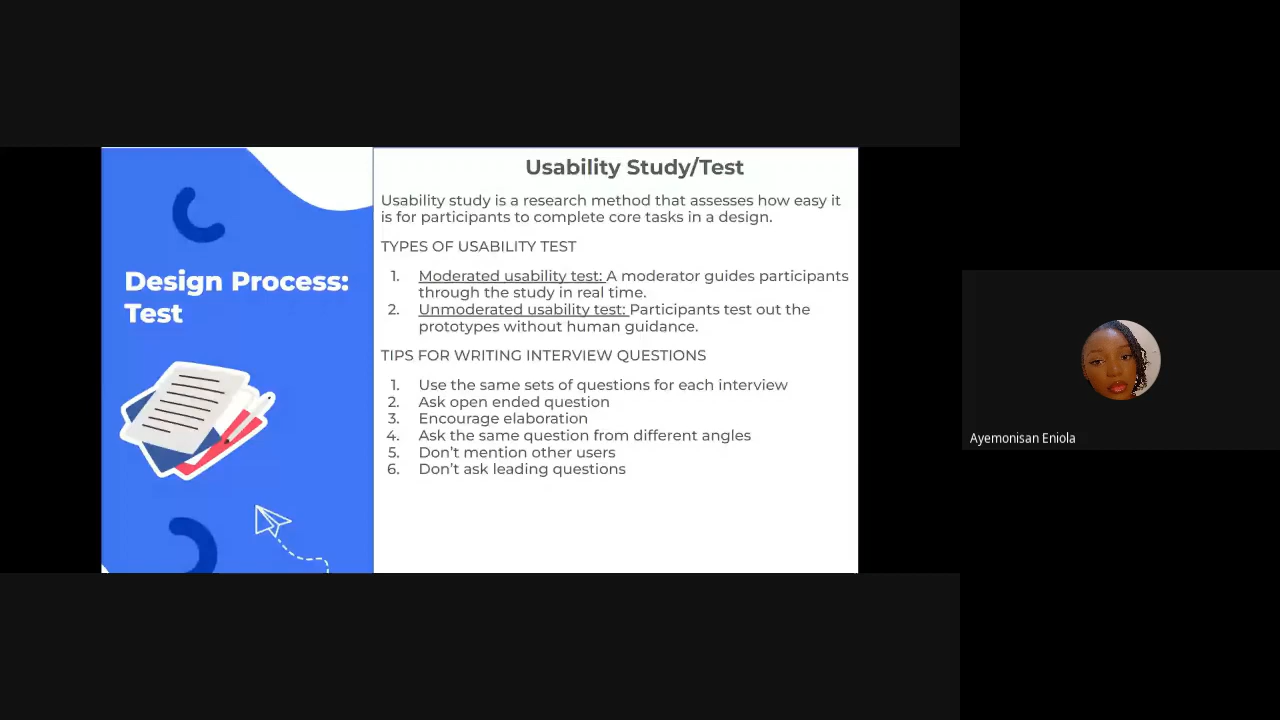 Design Process:
Test
Usability Study/Test
Usability study is a research method that assesses how easy it
is for participants to complete core tasks in a design.
TYPES OF USABILITY TEST
1. Moderated usability test: A moderator guides participants
through the study in real time.
2. Unmoderated usability test: Participants test out the
prototypes without human guidance.
TIPS FOR WRITING INTERVIEW QUESTIONS
1. Use the same sets of questions for each interview
2. Ask open ended question
3. Encourage elaboration
4. Ask the same question from different angles
5. Don’t mention other users
6. Don’t ask leading questions
Ayemonisan Eniola